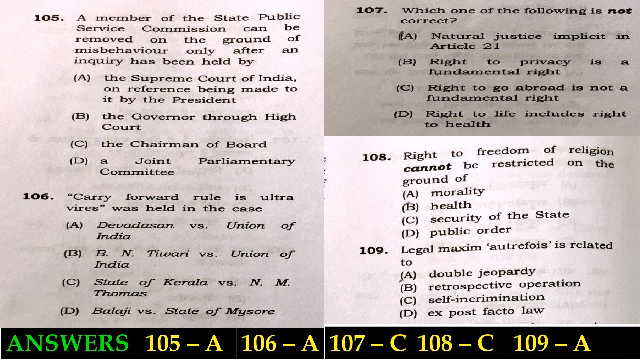 105. A member of the State Public
Service Commission can be
removed on the ground of
misbehaviour only after an
inquiry has been held by
(A) the Supreme Court of India,
on reference being made to
it by the President
(B) the Governor through High
Court
(C) the Chairman of Board
(D) a Joint Parliamentary
Committee
106. "Carry forward rule is ultra
vires" was held in the case
(A) Devadasan vs. Union of
India
(B) B. N. Tiwari vs. Union of
India
(C) State of Kerala vs. N. M.
Thomas
(D) Balaji vs. State of Mysore
107. Which one of the following is not
correct?
(A) Natural justice implicit in
Article 21
(B) Right to privacy is a
fundamental right
(C) Right to go abroad is not a
fundamental right
(D) Right to life includes right
to health
108. Right to freedom of religion
cannot be restricted on the
ground of
(A) morality
(B) health
(C) security of the State
(D) public order
109. Legal maxim 'autrefois' is related
to
(A) double jeopardy
(B) retrospective operation
(C) self-incrimination
(D) ex post facto law
ANSWERS 105 – A 106 – A 107 – C 108 – C 109 – A